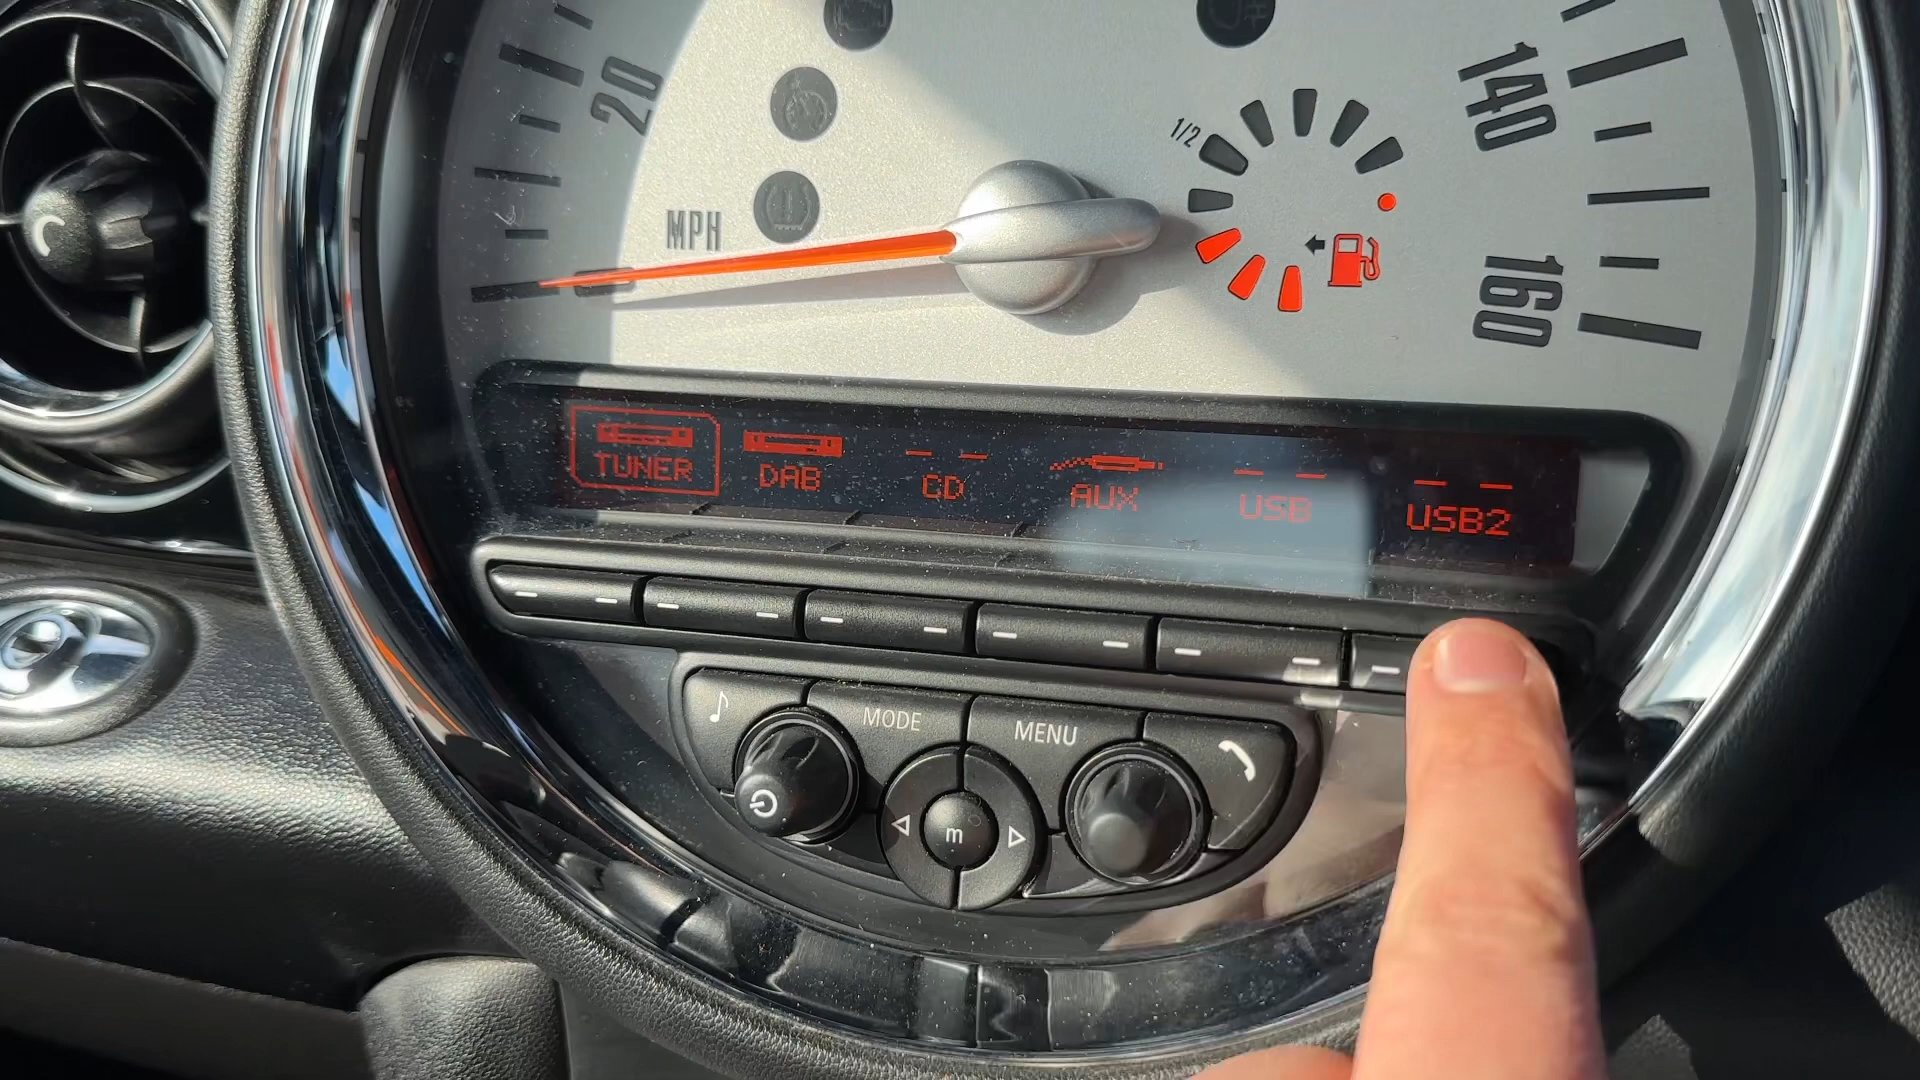 20
140
1/2
MPH
160
TUNER
DAB
CD
AUX
USB
USB2
MODE
MENU
m